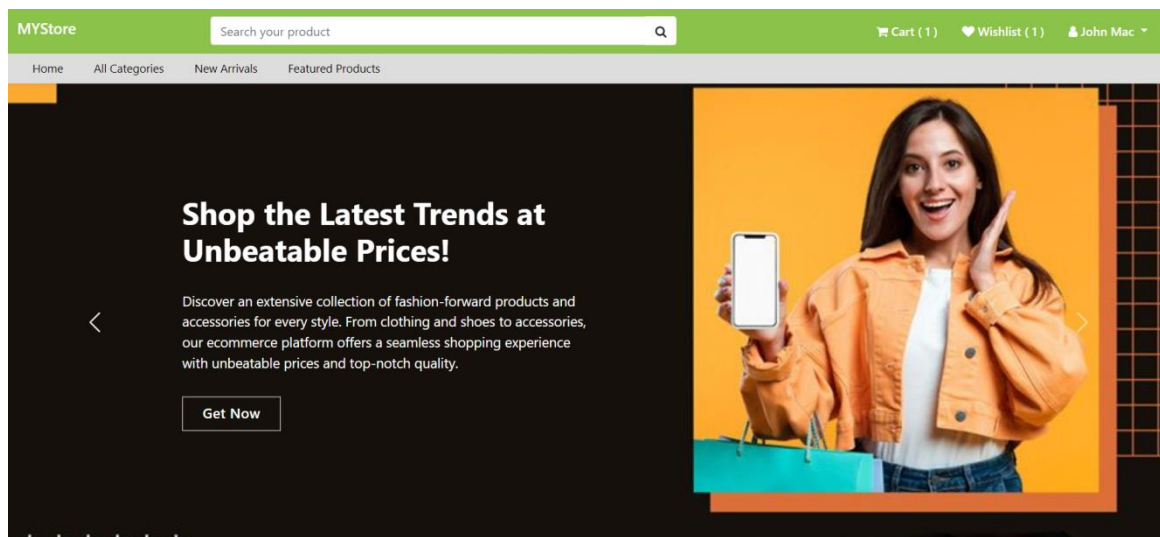 MYStore
Search your product
Cart ( 1 )
Wishlist ( 1 )
John Mac
Home
All Categories
New Arrivals
Featured Products
Shop the Latest Trends at
Unbeatable Prices!
Discover an extensive collection of fashion-forward products and
accessories for every style. From clothing and shoes to accessories,
our ecommerce platform offers a seamless shopping experience
with unbeatable prices and top-notch quality.
Get Now